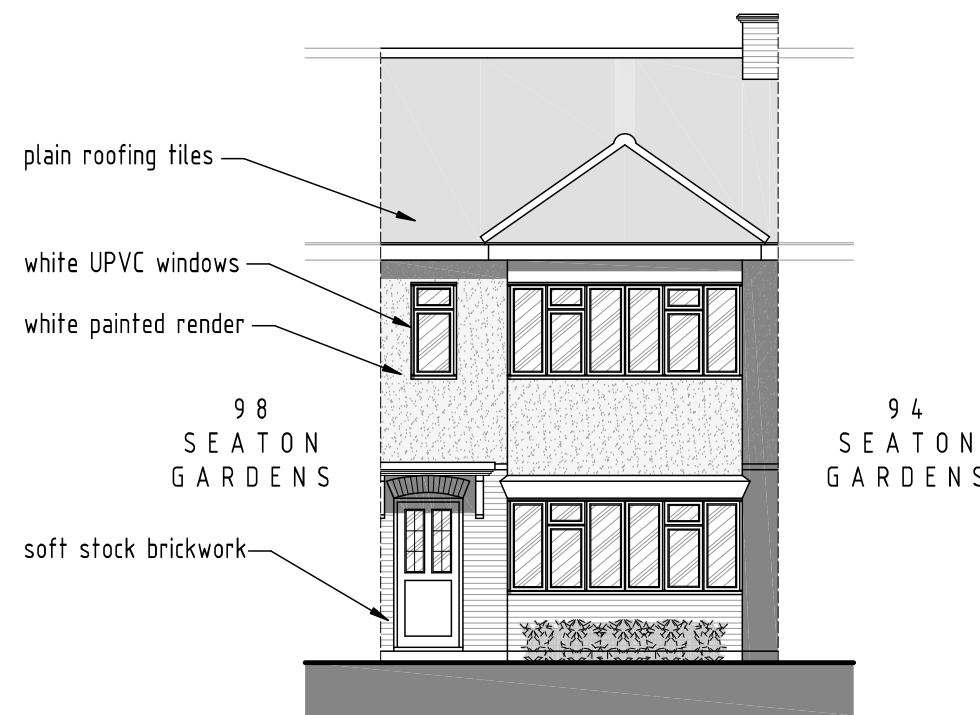 plain roofing tiles
white UPVC windows
white painted render
98
SEATON
GARDENS
94
SEATON
GARDENS
soft stock brickwork